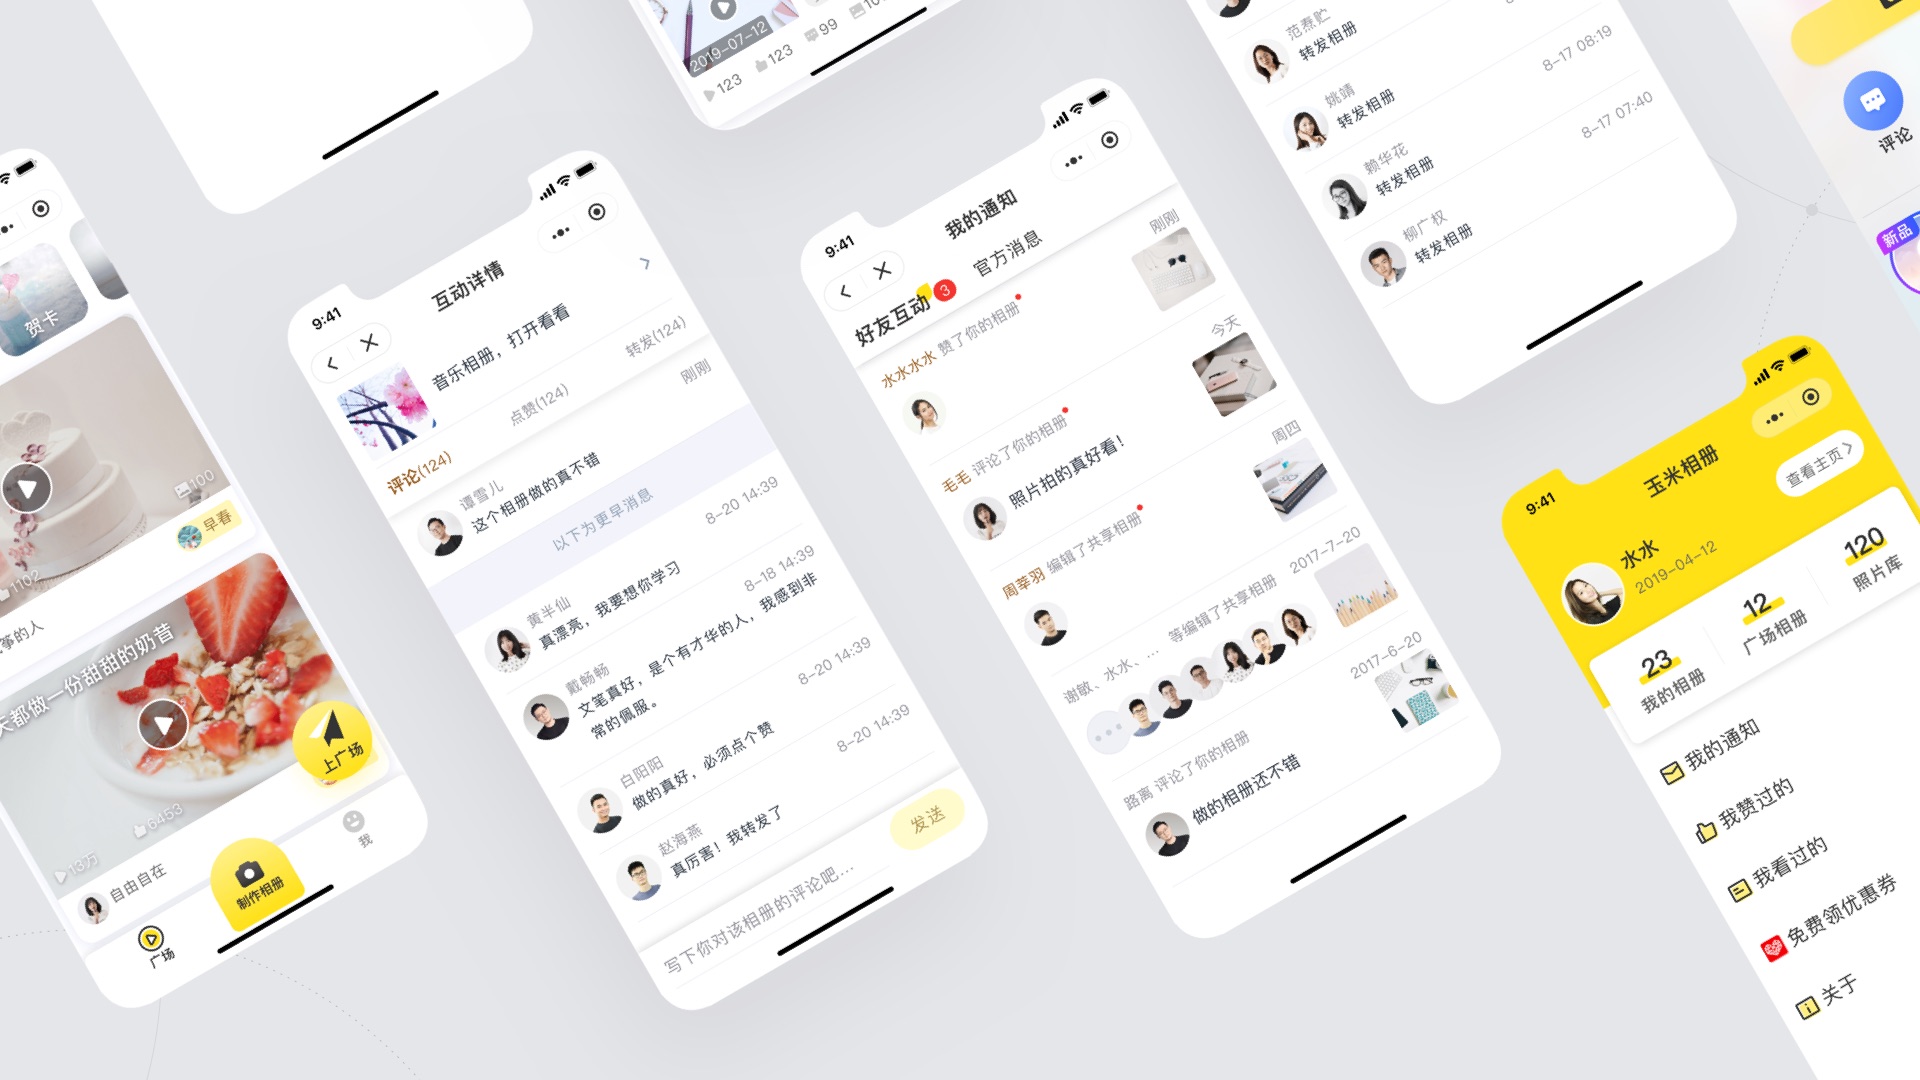 贺卡
100
早春
1102
筝的人
天都做一份甜甜的奶昔
上广场
13万
6453
自由自在
广场
制作相册
我
9:41
互动详情
音乐相册，打开看看
评论(124)
点赞(124)
转发(124)
谭雪儿
刚刚
这个相册做的真不错
以下为更早消息
黄半仙
8-20 14:39
真漂亮，我要想你学习
戴畅畅
8-18 14:39
文笔真好，是个有才华的人，我感到非
常的佩服。
白阳阳
8-20 14:39
做的真好，必须点个赞
赵海燕
8-20 14:39
真厉害！我转发了
写下你对该相册的评论吧...
发送
2019-07-12
123
123
99
9:41
我的通知
好友互动
3
官方消息
水水水水 赞了你的相册
刚刚
毛毛 评论了你的相册
今天
照片拍的真好看！
周莘羽 编辑了共享相册
周四
谢敏、水水、... 等编辑了共享相册
2017-7-20
路离 评论了你的相册
2017-6-20
做的相册还不错
转发相册
姚靖
8-17 08:19
转发相册
赖华花
8-17 07:40
转发相册
柳广权
转发相册
评论
新品
9:41
玉米相册
水水
2019-04-12
查看主页
23
我的相册
12
广场相册
120
照片库
我的通知
我赞过的
我看过的
免费领优惠券
关于